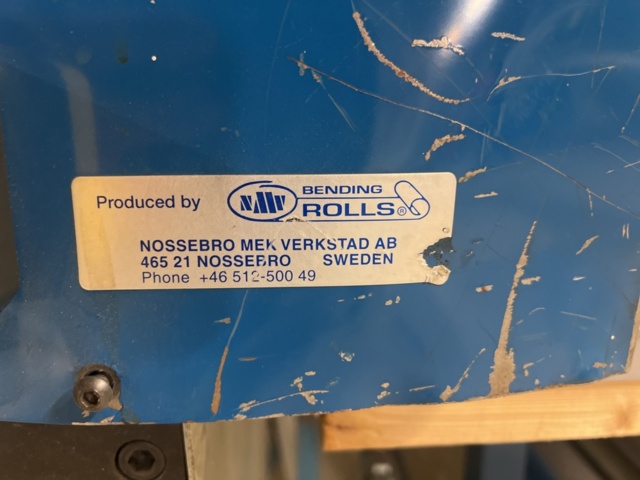 Produced by
NMV
BENDING
ROLLS®
NOSSEBRO MEK VERKSTAD AB
465 21 NOSSEBRO SWEDEN
Phone +46 512-500 49